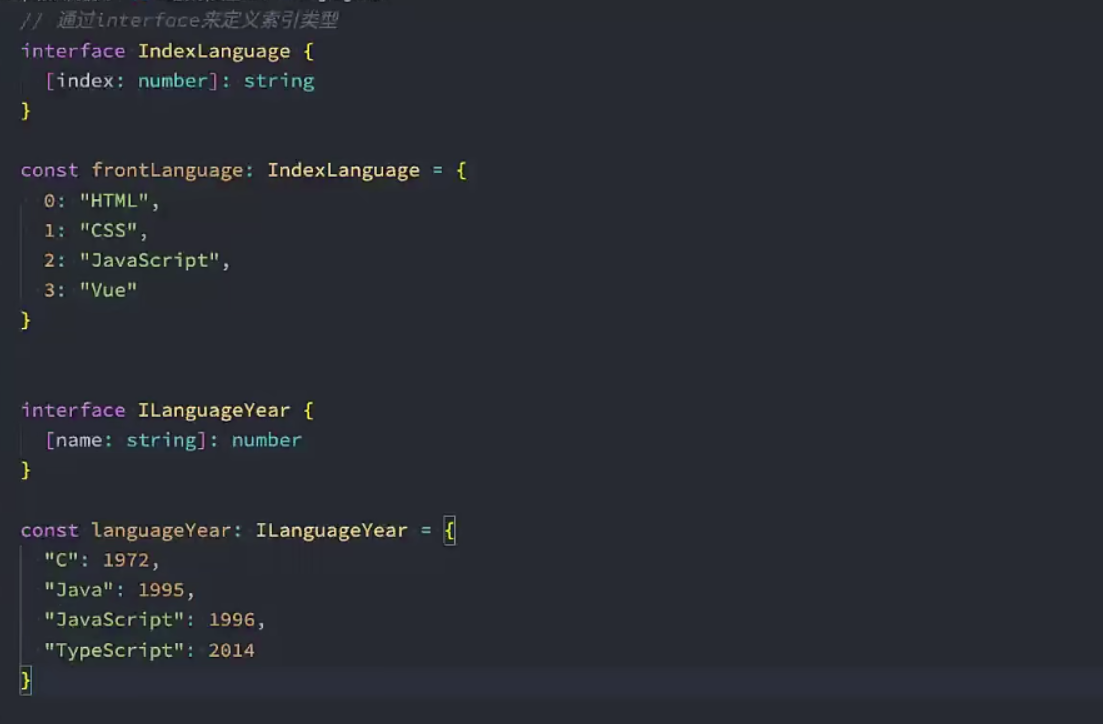 // 通过interface来定义索引类型
interface IndexLanguage {
  [index: number]: string
}
const frontLanguage: IndexLanguage = {
  0: "HTML",
  1: "CSS",
  2: "JavaScript",
  3: "Vue"
}
interface ILanguageYear {
  [name: string]: number
}
const languageYear: ILanguageYear = {
  "C": 1972,
  "Java": 1995,
  "JavaScript": 1996,
  "TypeScript": 2014
}